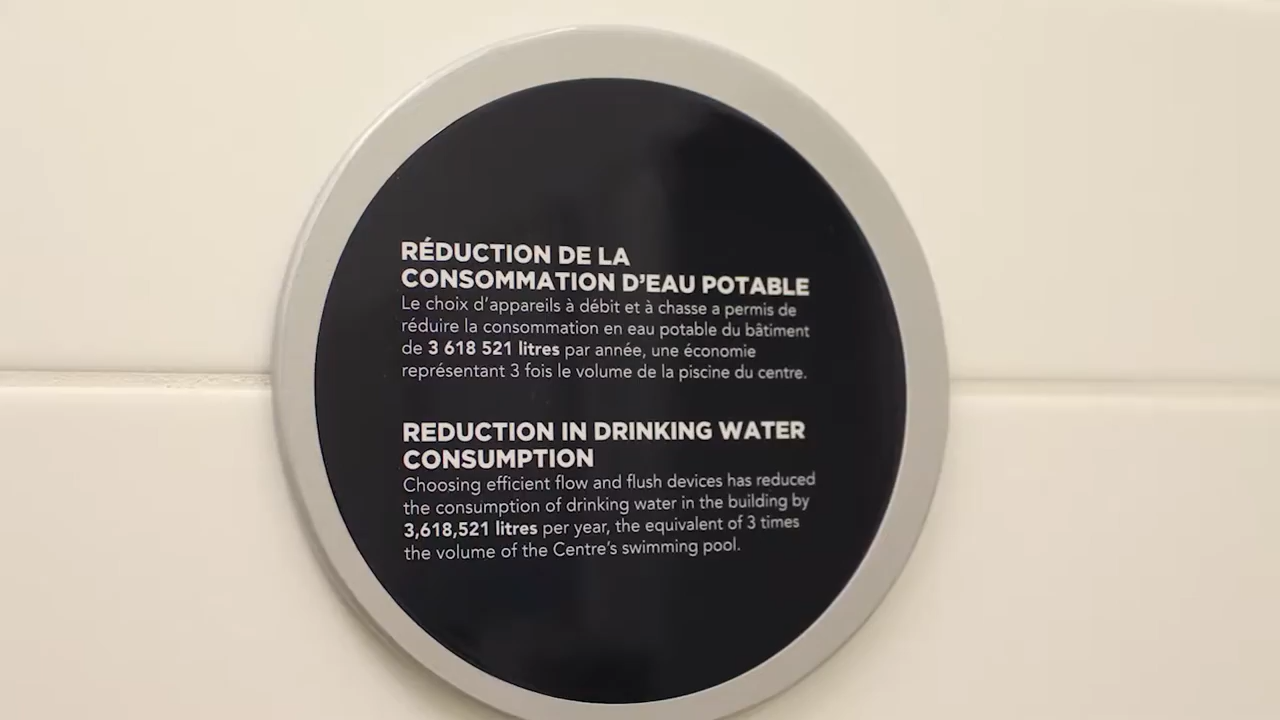 RÉDUCTION DE LA
CONSOMMATION D'EAU POTABLE
Le choix d'appareils à débit et à chasse a permis de
réduire la consommation en eau potable du bâtiment
de 3 618 521 litres par année, une économie
représentant 3 fois le volume de la piscine du centre.
REDUCTION IN DRINKING WATER
CONSUMPTION
Choosing efficient flow and flush devices has reduced
the consumption of drinking water in the building by
3,618,521 litres per year, the equivalent of 3 times
the volume of the Centre's swimming pool.